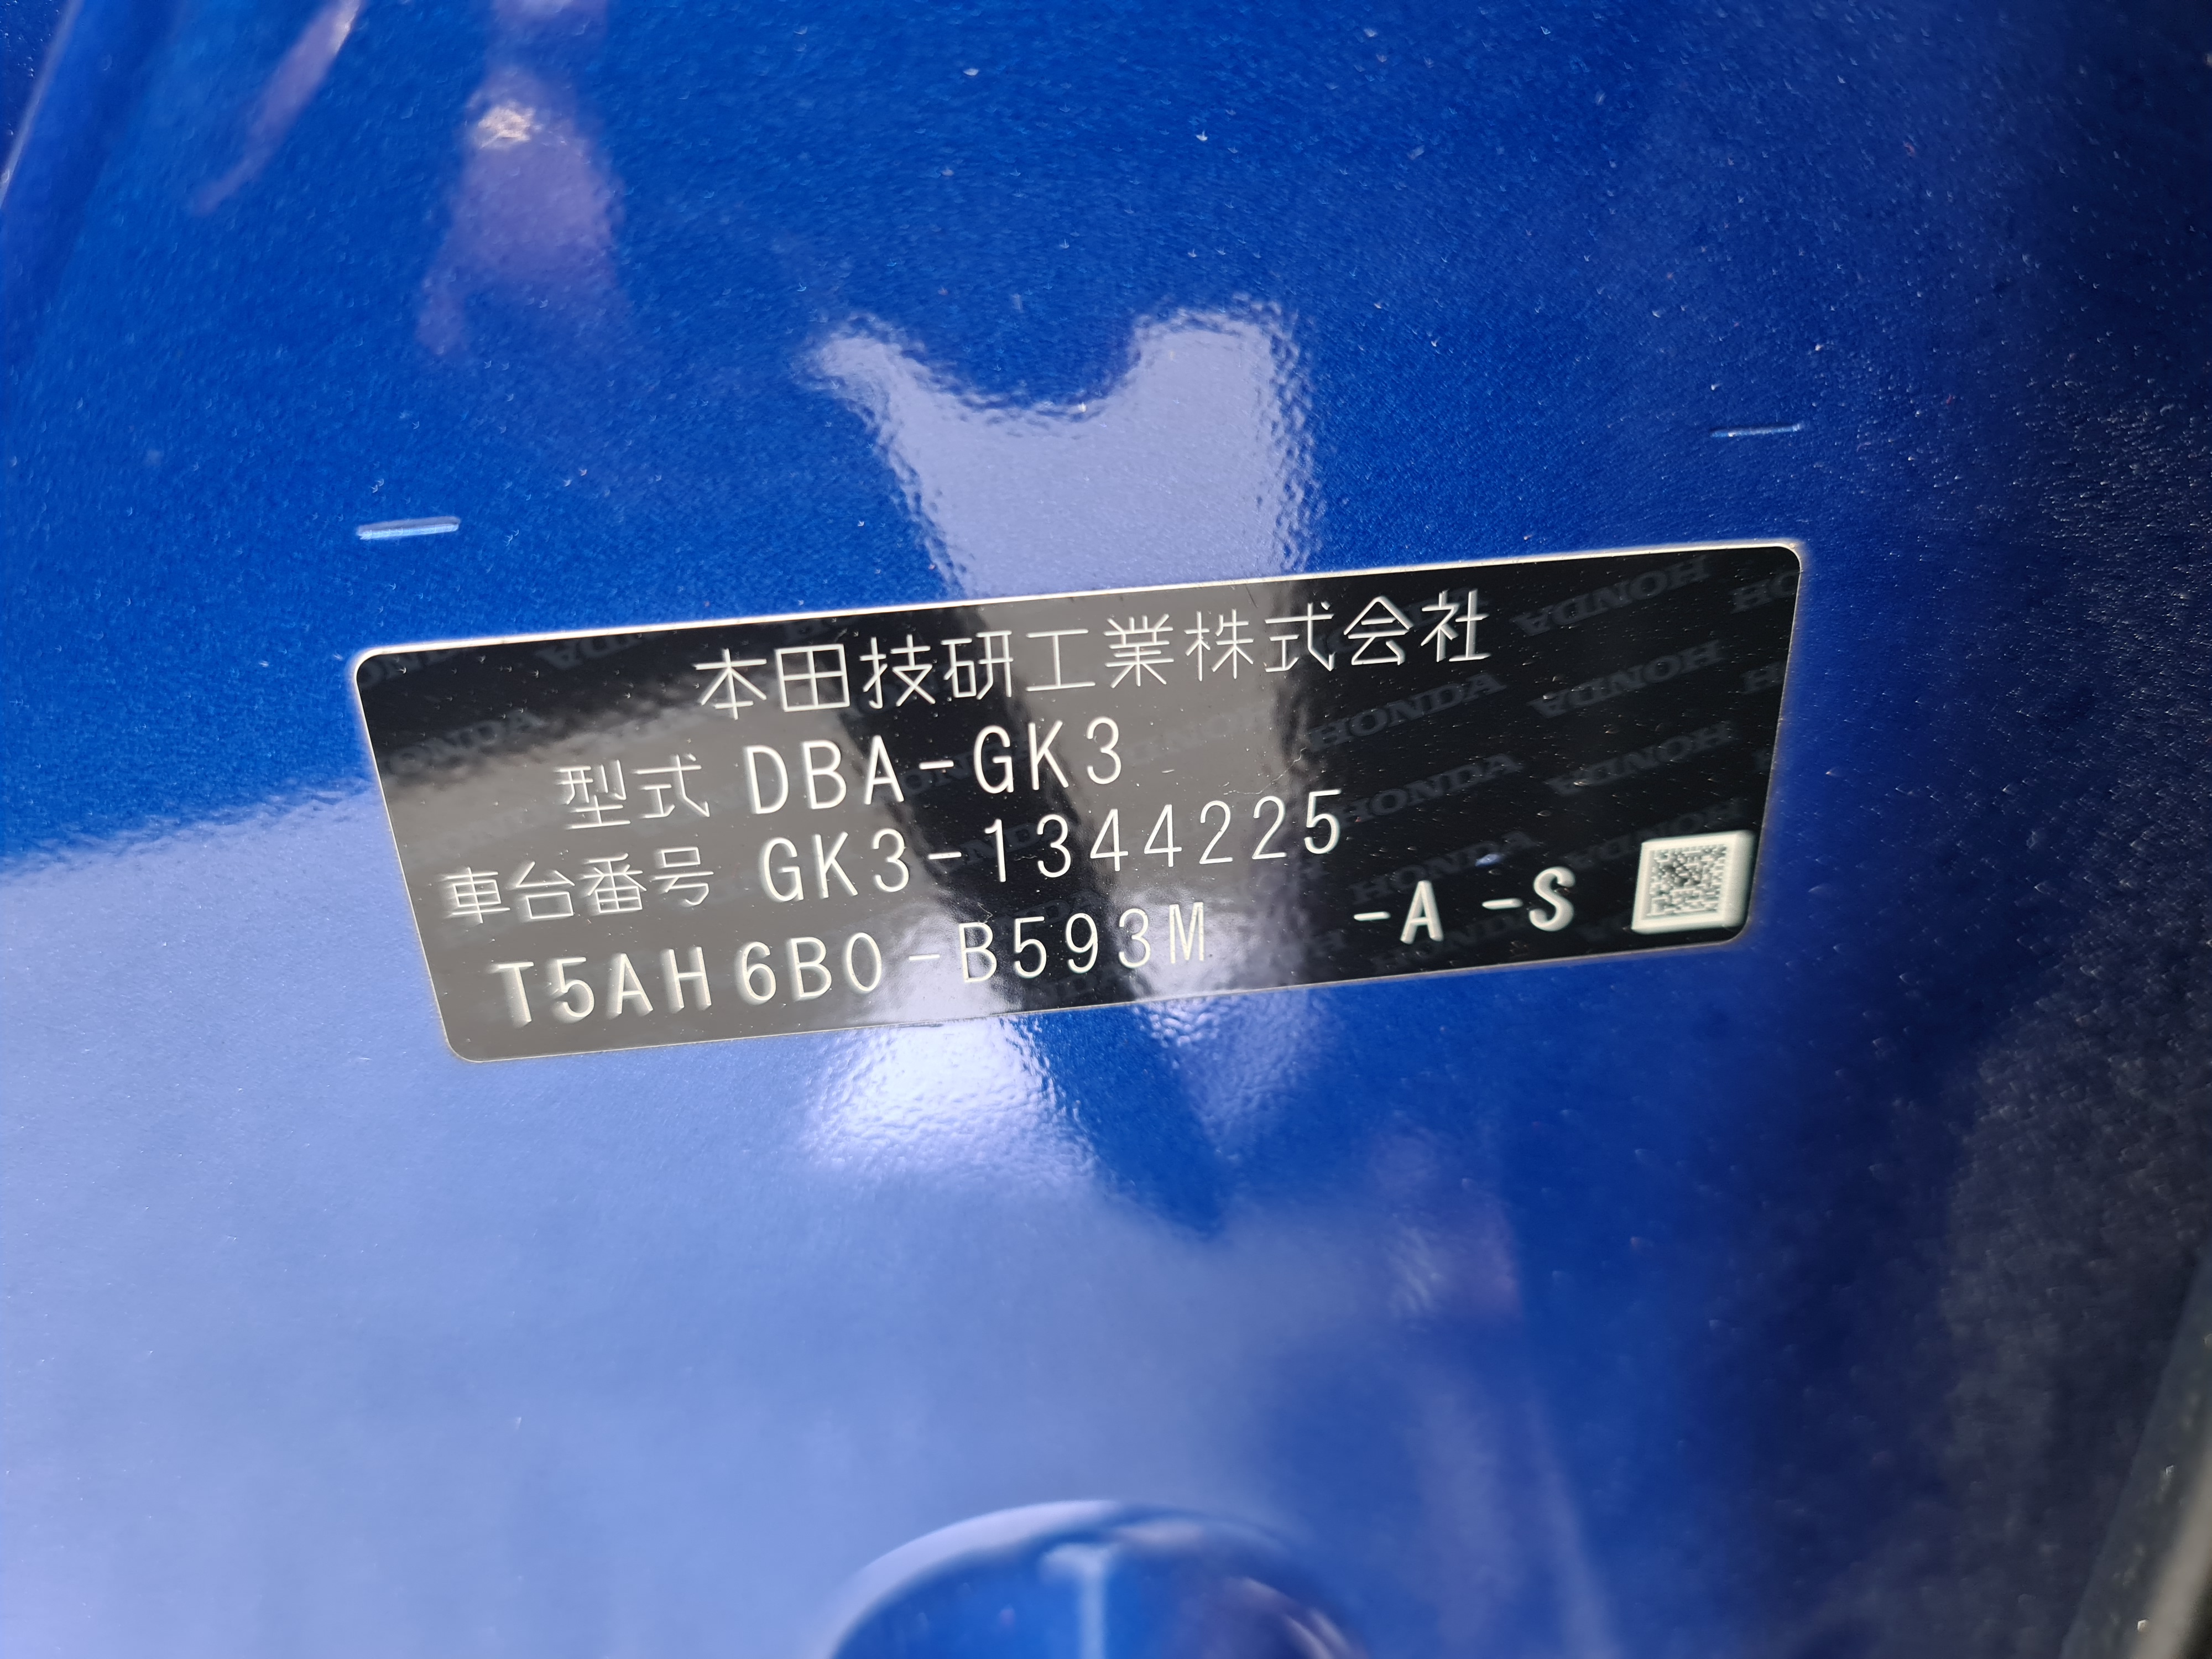 本田技研工業株式会社
型式 DBA-GK3
車台番号 GK3-1344225
T5AH6B0-B593M -A -S